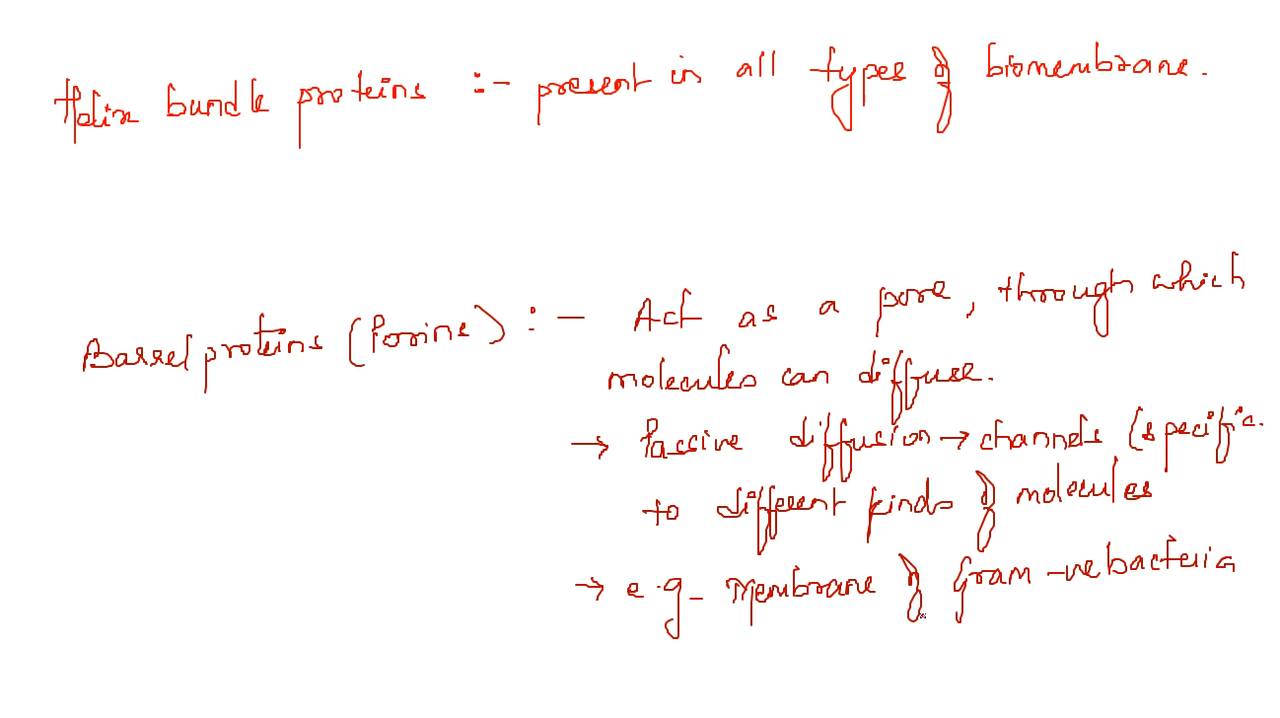 Helix bundle proteins :- present in all types of biomembrane.
Barrel proteins (Porins) :- Act as a pore, through which
molecules can diffuse.
→ Passive diffusion → channels (specific
to different kinds of molecules
→ e.g - Membrane of Gram -ve bacteria